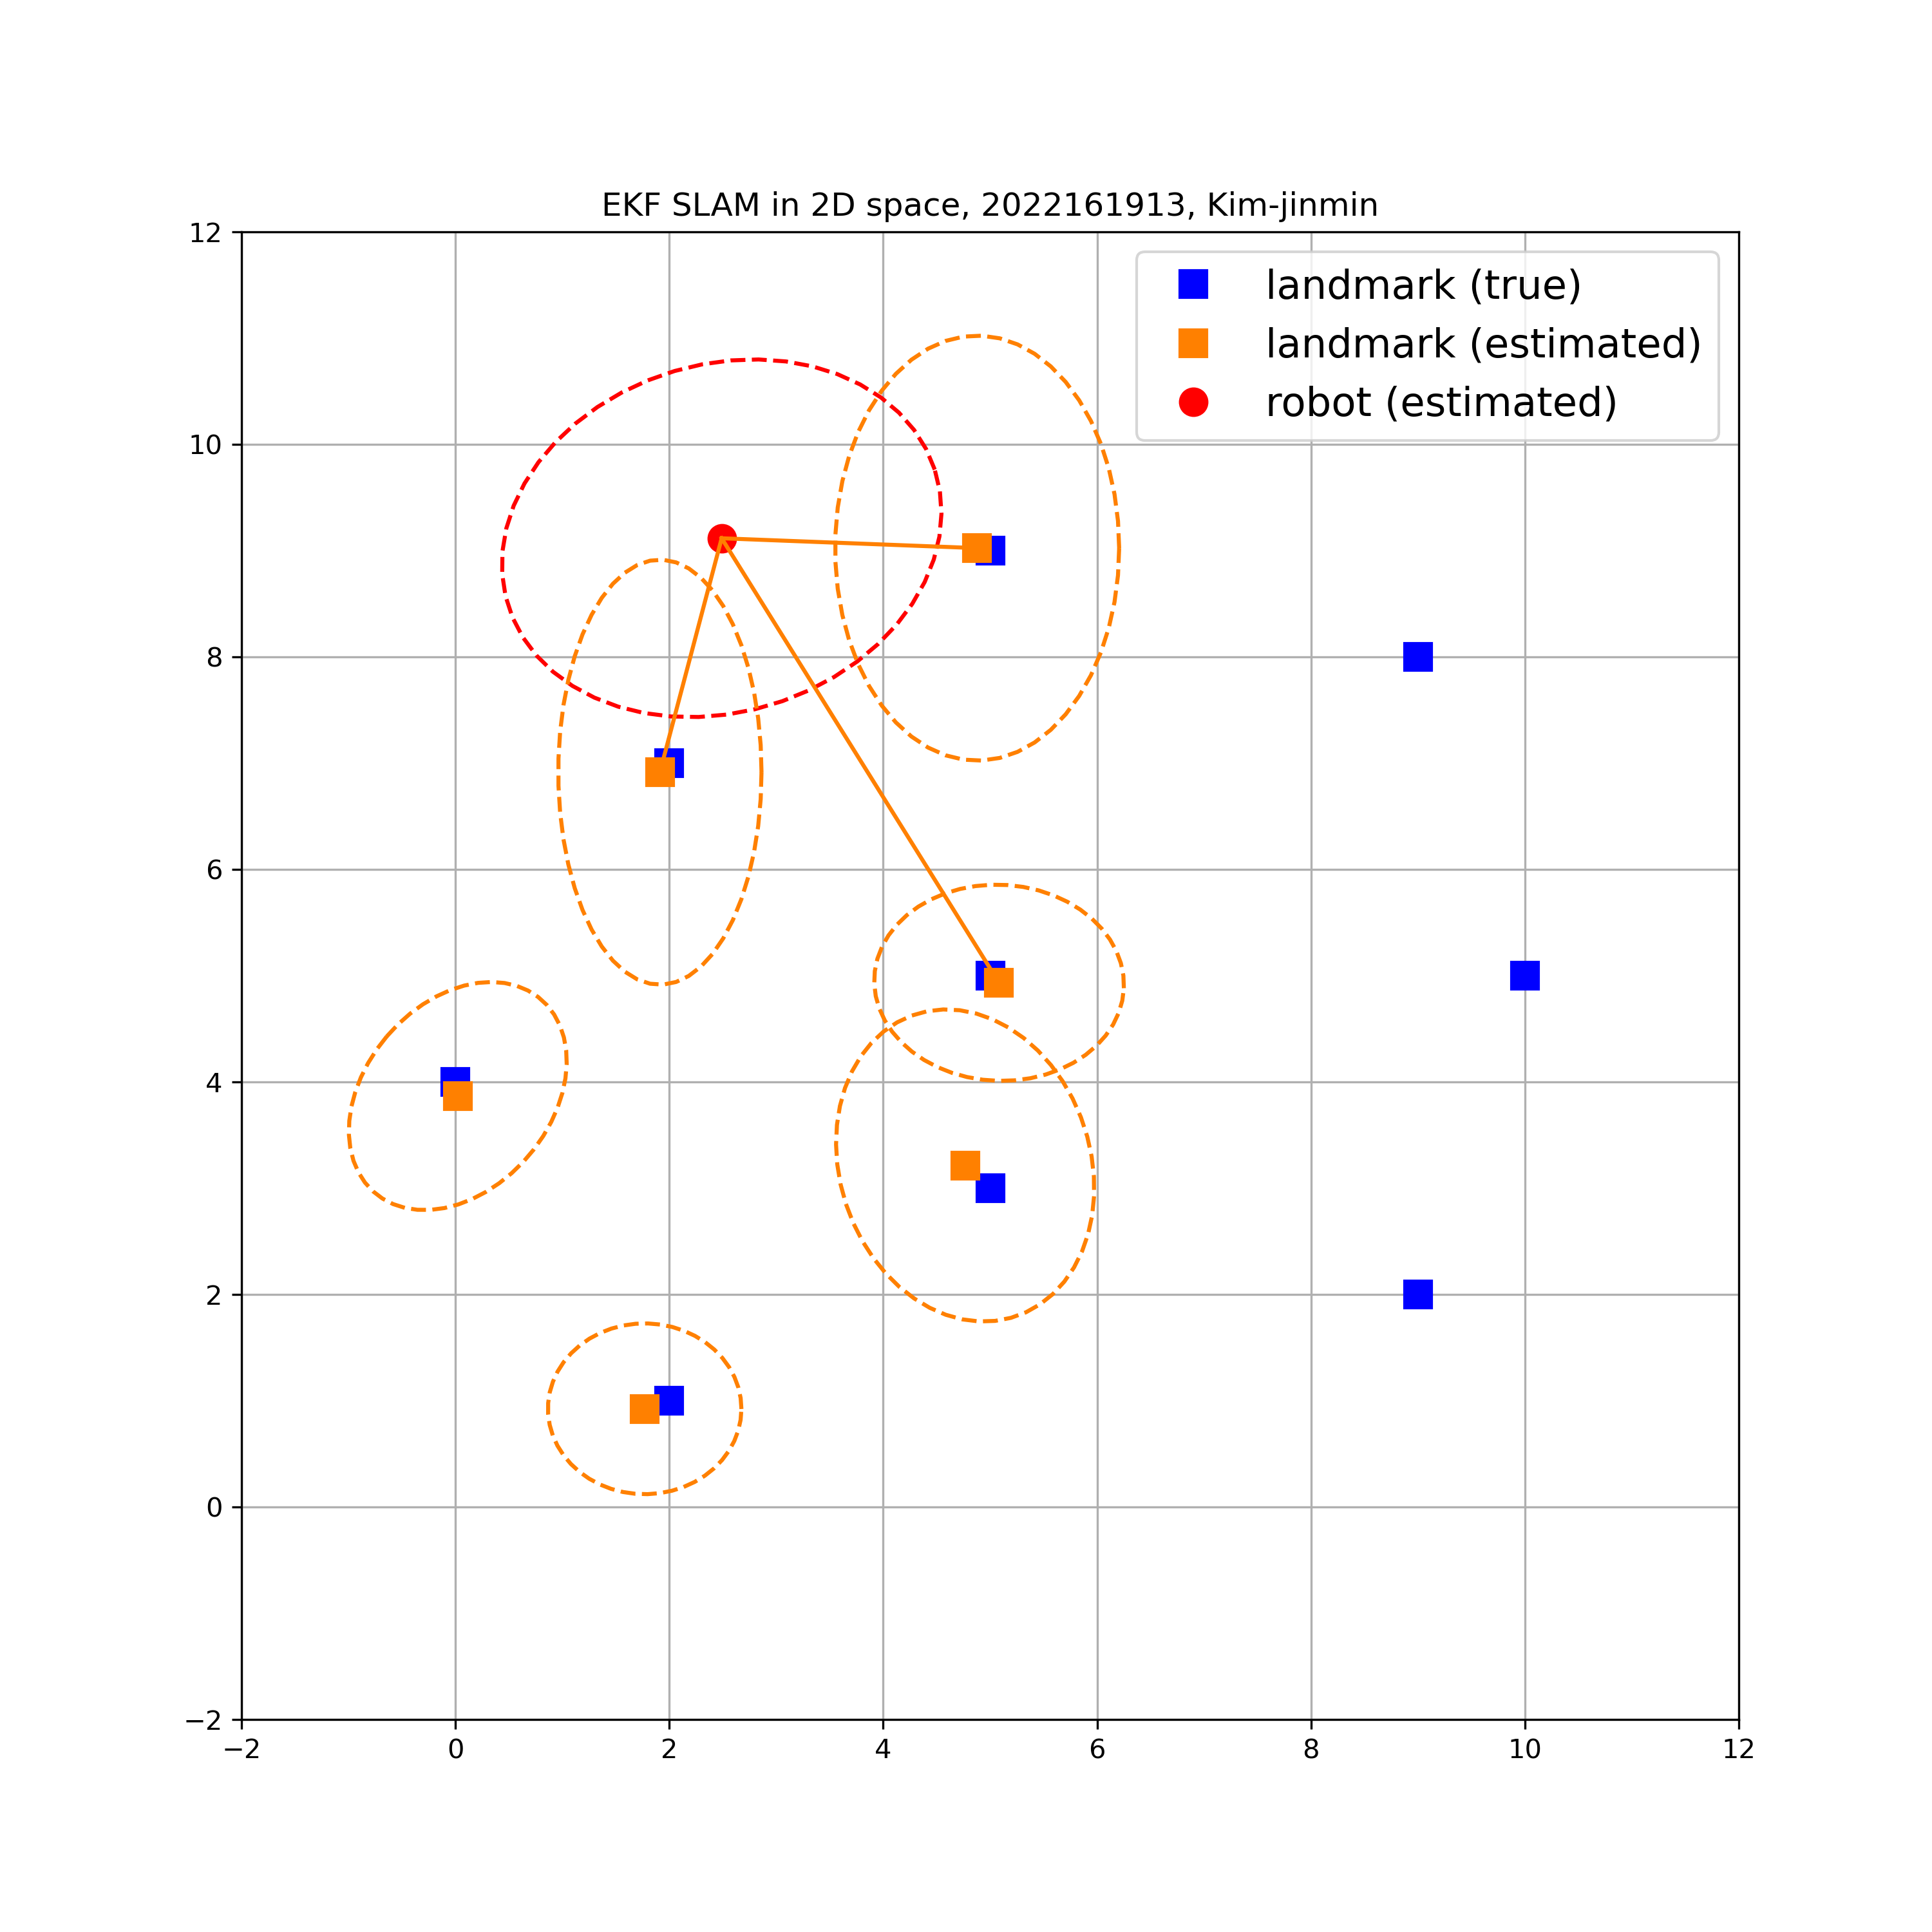 EKF SLAM in 2D space, 2022161913, Kim-jinmin
landmark (true)
landmark (estimated)
robot (estimated)
12
10
8
6
4
2
0
−2
−2 0 2 4 6 8 10 12